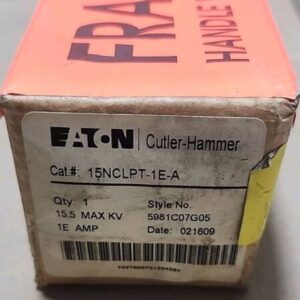 FRA
HANDLE
EATON Cutler-Hammer
Cat.#: 15NCLPT-1E-A
Qty: 1 Style No.
15.5 MAX KV 5981C07G05
1E AMP Date: 021609